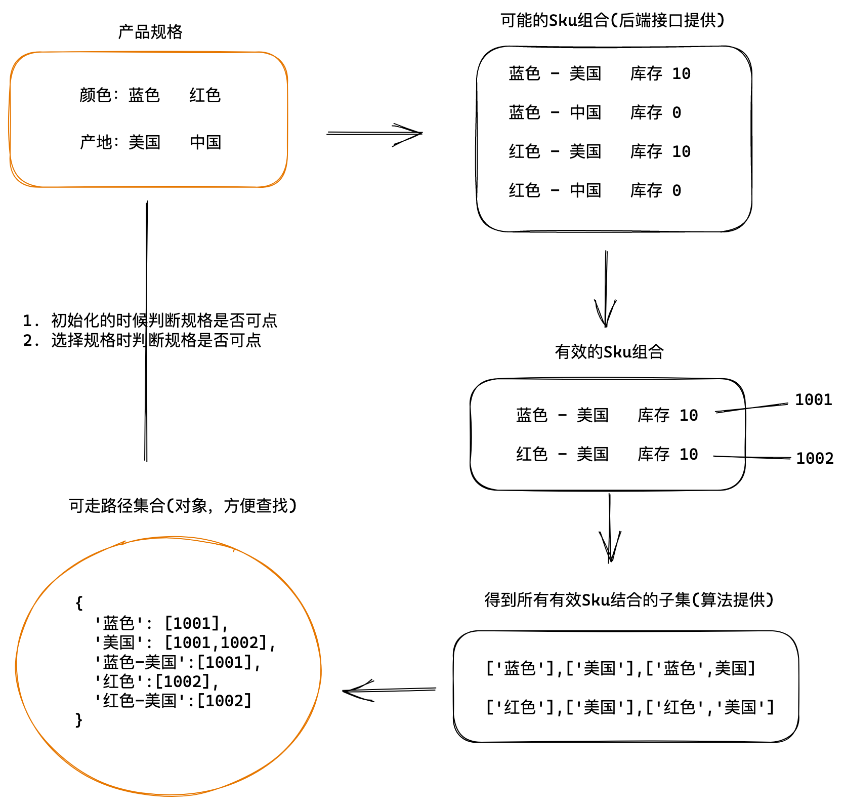 产品规格
颜色: 蓝色 红色
产地: 美国 中国
可能的Sku组合(后端接口提供)
蓝色 - 美国 库存 10
蓝色 - 中国 库存 0
红色 - 美国 库存 10
红色 - 中国 库存 0
1. 初始化的时候判断规格是否可点
2. 选择规格时判断规格是否可点
有效的Sku组合
蓝色 - 美国 库存 10
1001
红色 - 美国 库存 10
1002
得到所有有效Sku结合的子集(算法提供)
['蓝色'],['美国'],['蓝色',美国]
['红色'],['美国'],['红色','美国']
可走路径集合(对象，方便查找)
{
'蓝色': [1001],
'美国': [1001,1002],
'蓝色-美国':[1001],
'红色':[1002],
'红色-美国':[1002]
}